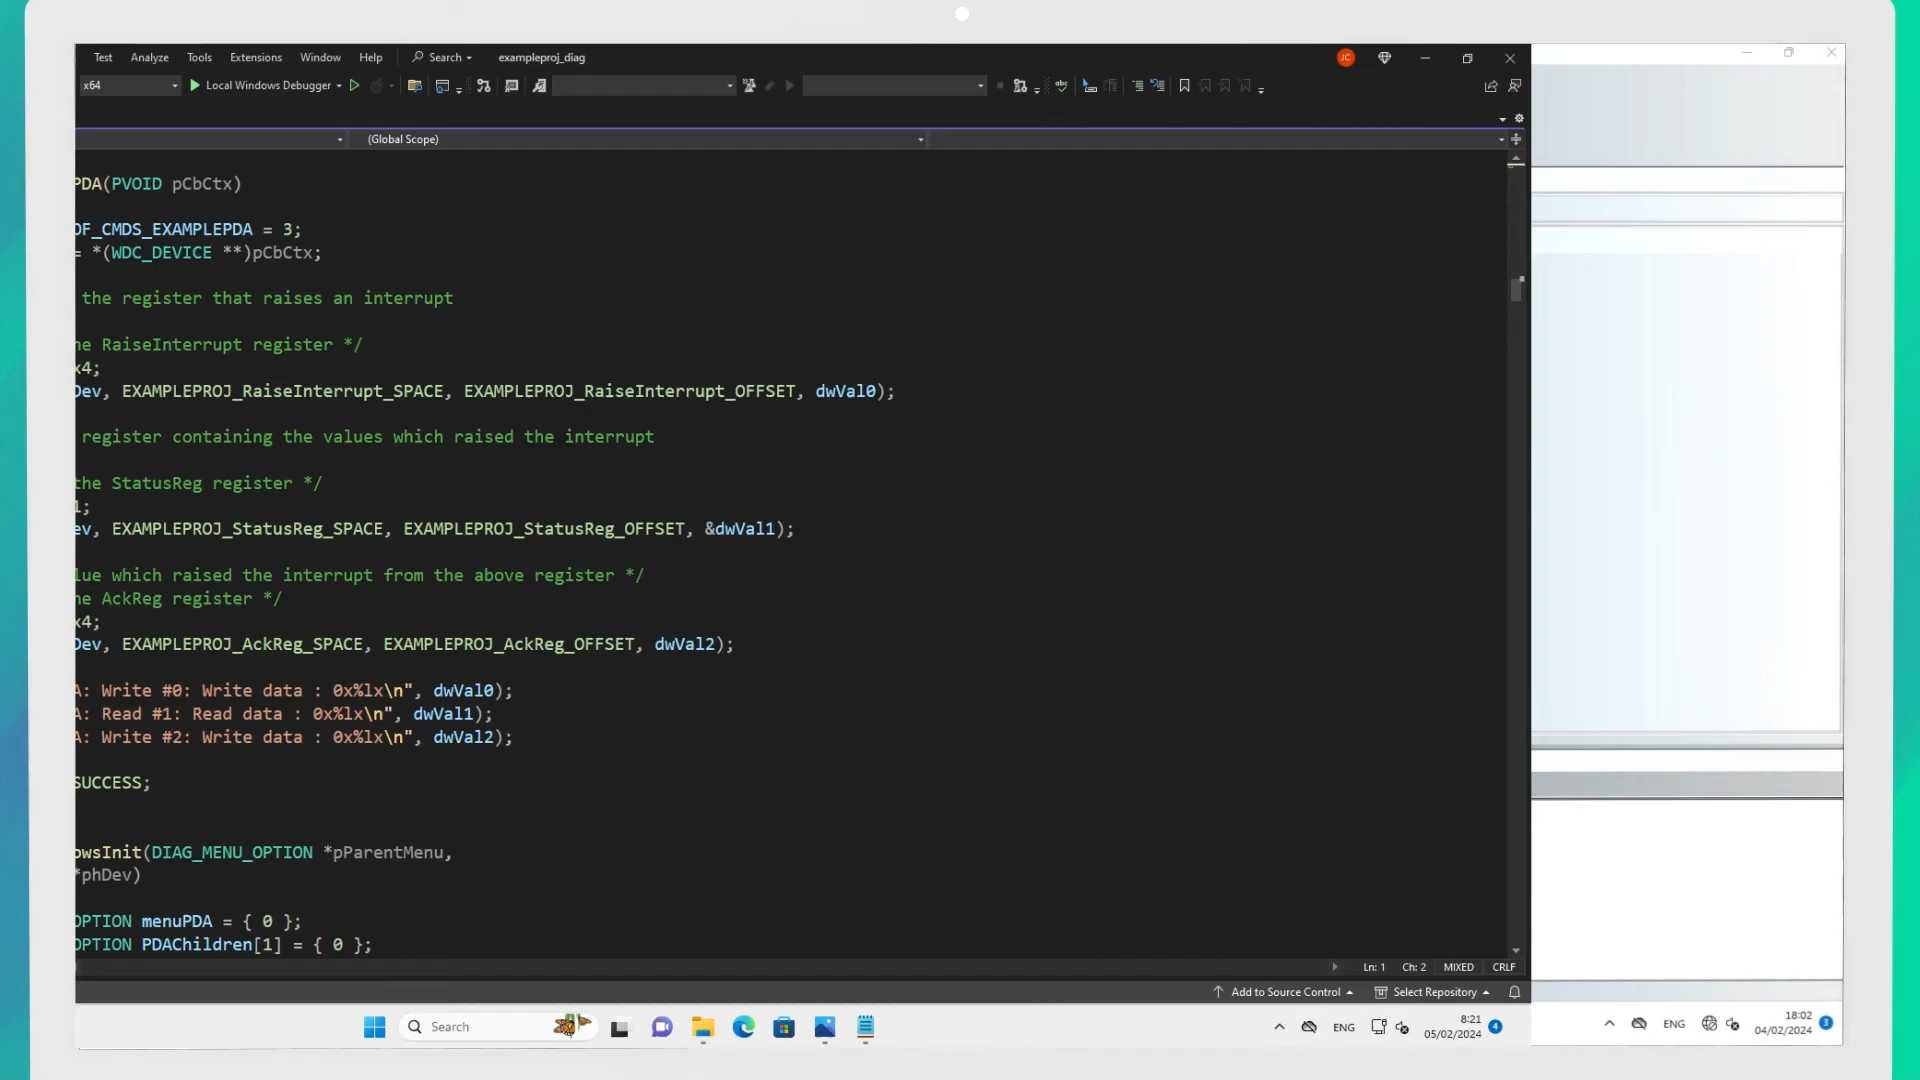 Test Analyze Tools Extensions Window Help Search exampleproj_diag JC
x64 Local Windows Debugger
(Global Scope)
PDA(PVOID pCbCtx)
OF_CMDS_EXAMPLEPDA = 3;
= *(WDC_DEVICE **)pCbCtx;
the register that raises an interrupt
he RaiseInterrupt register */
x4;
Dev, EXAMPLEPROJ_RaiseInterrupt_SPACE, EXAMPLEPROJ_RaiseInterrupt_OFFSET, dwVal0);
register containing the values which raised the interrupt
the StatusReg register */
1;
ev, EXAMPLEPROJ_StatusReg_SPACE, EXAMPLEPROJ_StatusReg_OFFSET, &dwVal1);
lue which raised the interrupt from the above register */
he AckReg register */
x4;
Dev, EXAMPLEPROJ_AckReg_SPACE, EXAMPLEPROJ_AckReg_OFFSET, dwVal2);
A: Write #0: Write data : 0x%lx\n", dwVal0);
A: Read #1: Read data : 0x%lx\n", dwVal1);
A: Write #2: Write data : 0x%lx\n", dwVal2);
SUCCESS;
owsInit(DIAG_MENU_OPTION *pParentMenu,
*phDev)
OPTION menuPDA = { 0 };
OPTION PDAChildren[1] = { 0 };
Ln: 1 Ch: 2 MIXED CRLF
Add to Source Control Select Repository
Search ENG 8:21 4
05/02/2024
ENG 18:02 3
04/02/2024